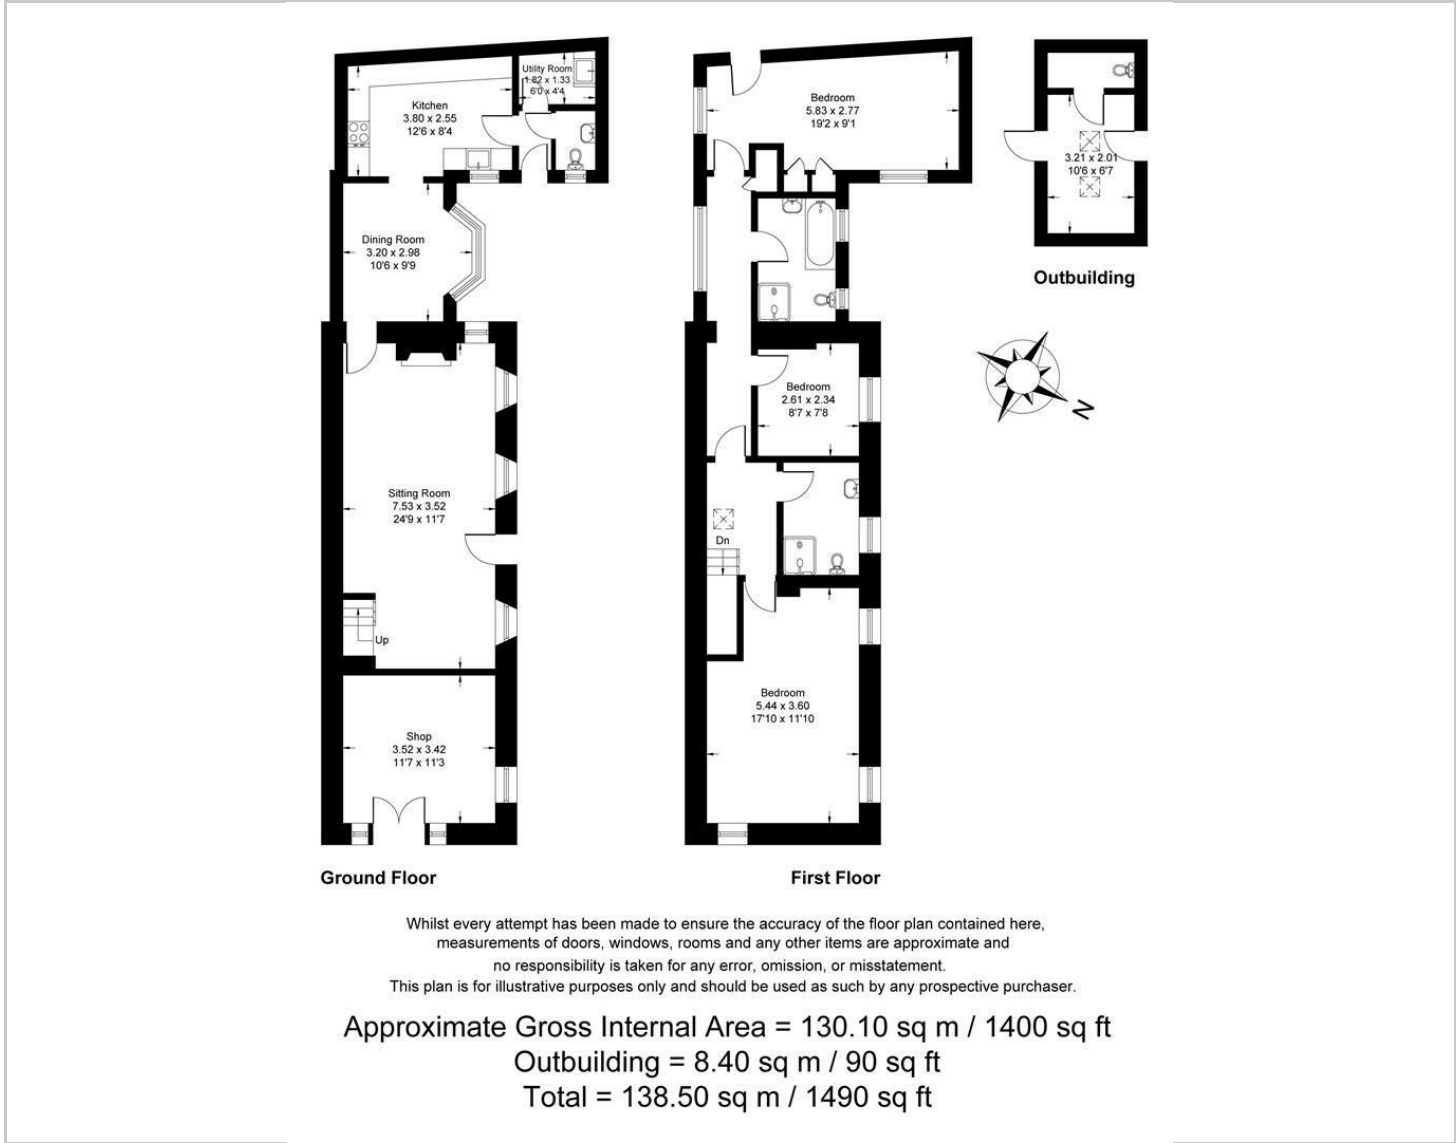 Utility Room
1.82 x 1.33
6'0 x 4'4
Kitchen
3.80 x 2.55
12'6 x 8'4
Dining Room
3.20 x 2.98
10'6 x 9'9
Sitting Room
7.53 x 3.52
24'9 x 11'7
Up
Shop
3.52 x 3.42
11'7 x 11'3
Ground Floor
Bedroom
5.83 x 2.77
19'2 x 9'1
Bedroom
2.61 x 2.34
8'7 x 7'8
Dn
Bedroom
5.44 x 3.60
17'10 x 11'10
First Floor
3.21 x 2.01
10'6 x 6'7
Outbuilding
N
Whilst every attempt has been made to ensure the accuracy of the floor plan contained here,
measurements of doors, windows, rooms and any other items are approximate and
no responsibility is taken for any error, omission, or misstatement.
This plan is for illustrative purposes only and should be used as such by any prospective purchaser.
Approximate Gross Internal Area = 130.10 sq m / 1400 sq ft
Outbuilding = 8.40 sq m / 90 sq ft
Total = 138.50 sq m / 1490 sq ft